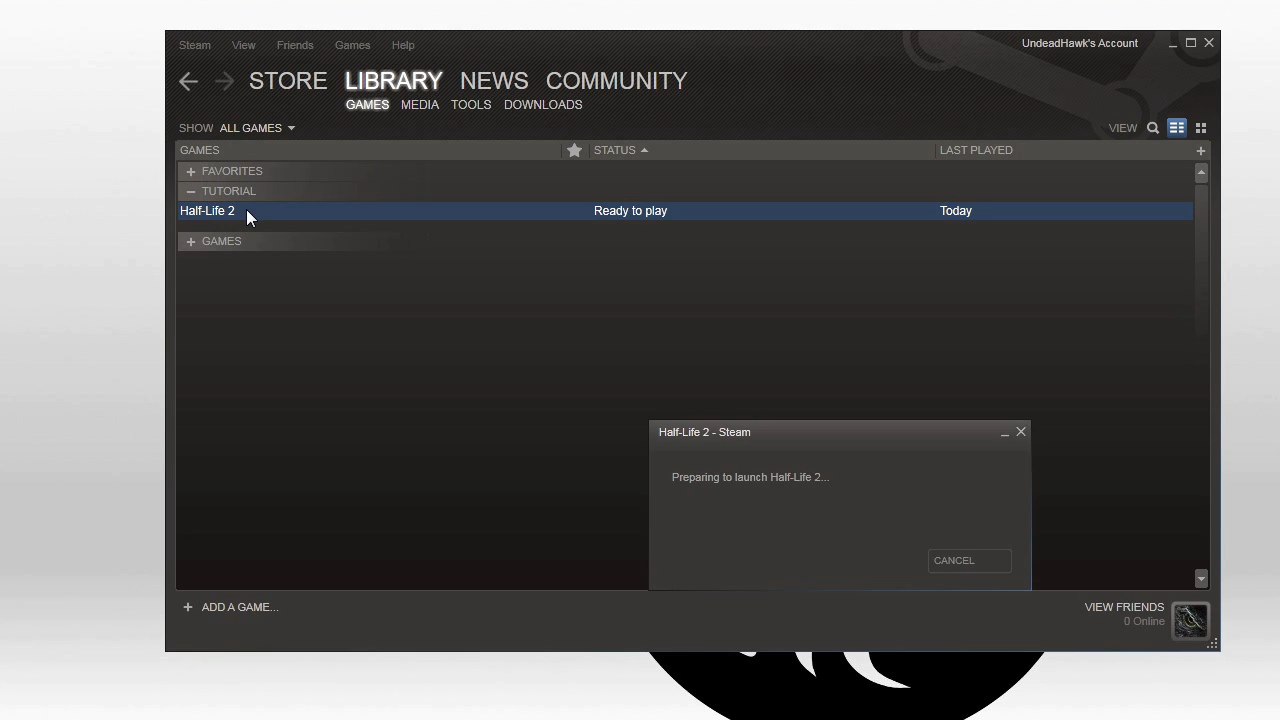 Steam View Friends Games Help UndeadHawk's Account
STORE LIBRARY NEWS COMMUNITY
GAMES MEDIA TOOLS DOWNLOADS
SHOW ALL GAMES VIEW
GAMES STATUS LAST PLAYED
FAVORITES
TUTORIAL
Half-Life 2 Ready to play Today
GAMES
Half-Life 2 - Steam
Preparing to launch Half-Life 2...
CANCEL
ADD A GAME... VIEW FRIENDS
0 Online